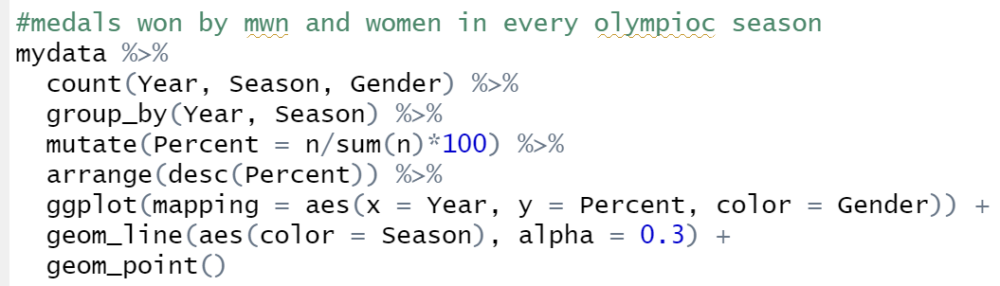 #medals won by mwn and women in every olympioc season
mydata %>%
  count(Year, Season, Gender) %>%
  group_by(Year, Season) %>%
  mutate(Percent = n/sum(n)*100) %>%
  arrange(desc(Percent)) %>%
  ggplot(mapping = aes(x = Year, y = Percent, color = Gender)) +
  geom_line(aes(color = Season), alpha = 0.3) +
  geom_point()